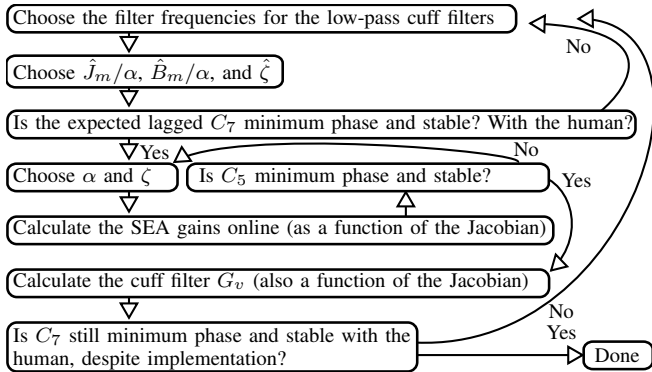 Choose the filter frequencies for the low-pass cuff filters
No
Choose Ĵ_m/α, B̂_m/α, and ζ̂
Is the expected lagged C_7 minimum phase and stable? With the human?
Yes
No
Choose α and ζ
Is C_5 minimum phase and stable?
Yes
Calculate the SEA gains online (as a function of the Jacobian)
Calculate the cuff filter G_v (also a function of the Jacobian)
No
Is C_7 still minimum phase and stable with the
human, despite implementation?
Yes
Done